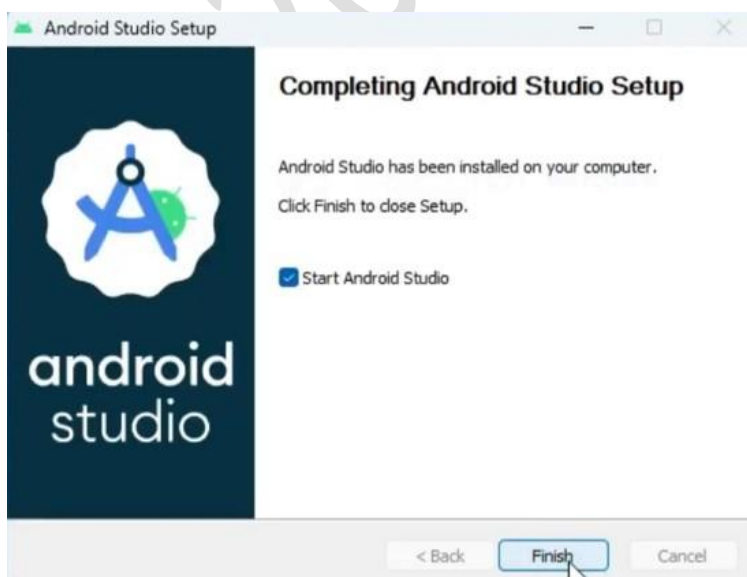 Android Studio Setup
Completing Android Studio Setup
Android Studio has been installed on your computer.
Click Finish to close Setup.
Start Android Studio
android
studio
< Back
Finish
Cancel